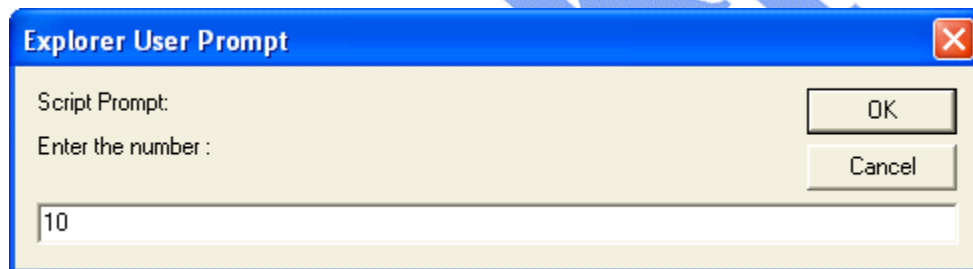 Explorer User Prompt
Script Prompt:
OK
Enter the number :
Cancel
10